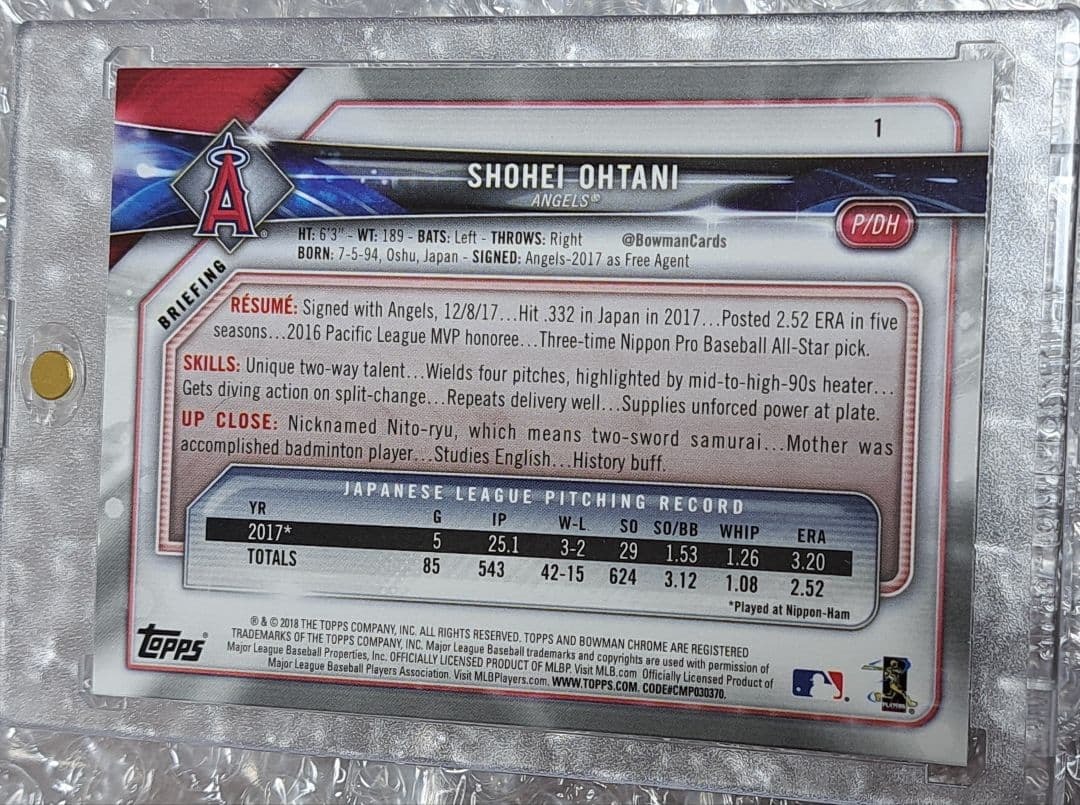 1
SHOHEI OHTANI
ANGELS®
P/DH
A
HT: 6'3" - WT: 189 - BATS: Left - THROWS: Right @BowmanCards
BORN: 7-5-94, Oshu, Japan - SIGNED: Angels-2017 as Free Agent
BRIEFING
RÉSUMÉ: Signed with Angels, 12/8/17...Hit .332 in Japan in 2017...Posted 2.52 ERA in five
seasons...2016 Pacific League MVP honoree...Three-time Nippon Pro Baseball All-Star pick.
SKILLS: Unique two-way talent...Wields four pitches, highlighted by mid-to-high-90s heater...
Gets diving action on split-change...Repeats delivery well...Supplies unforced power at plate.
UP CLOSE: Nicknamed Nito-ryu, which means two-sword samurai...Mother was
accomplished badminton player...Studies English...History buff.
JAPANESE LEAGUE PITCHING RECORD
YR G IP W-L SO SO/BB WHIP ERA
2017* 5 25.1 3-2 29 1.53 1.26 3.20
TOTALS 85 543 42-15 624 3.12 1.08 2.52
*Played at Nippon-Ham
Topps®
® & © 2018 THE TOPPS COMPANY, INC. ALL RIGHTS RESERVED. TOPPS AND BOWMAN CHROME ARE REGISTERED
TRADEMARKS OF THE TOPPS COMPANY, INC. Major League Baseball trademarks and copyrights are used with permission of
Major League Baseball Properties, Inc. OFFICIALLY LICENSED PRODUCT OF MLBP. Visit MLB.com Officially Licensed Product of
Major League Baseball Players Association. Visit MLBPlayers.com. WWW.TOPPS.COM. CODE#CMP030370.